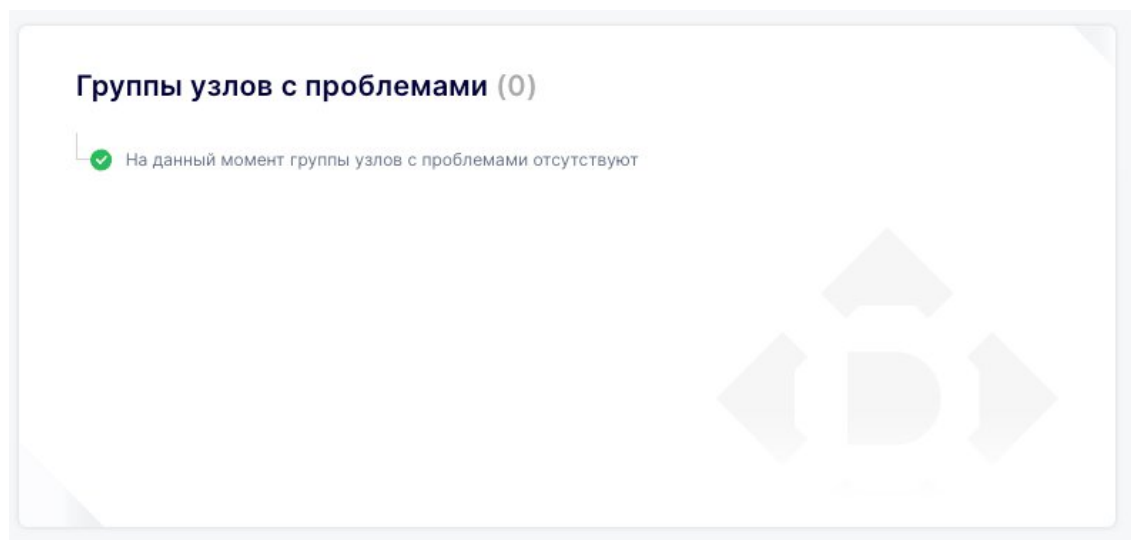 Группы узлов с проблемами (0)
На данный момент группы узлов с проблемами отсутствуют